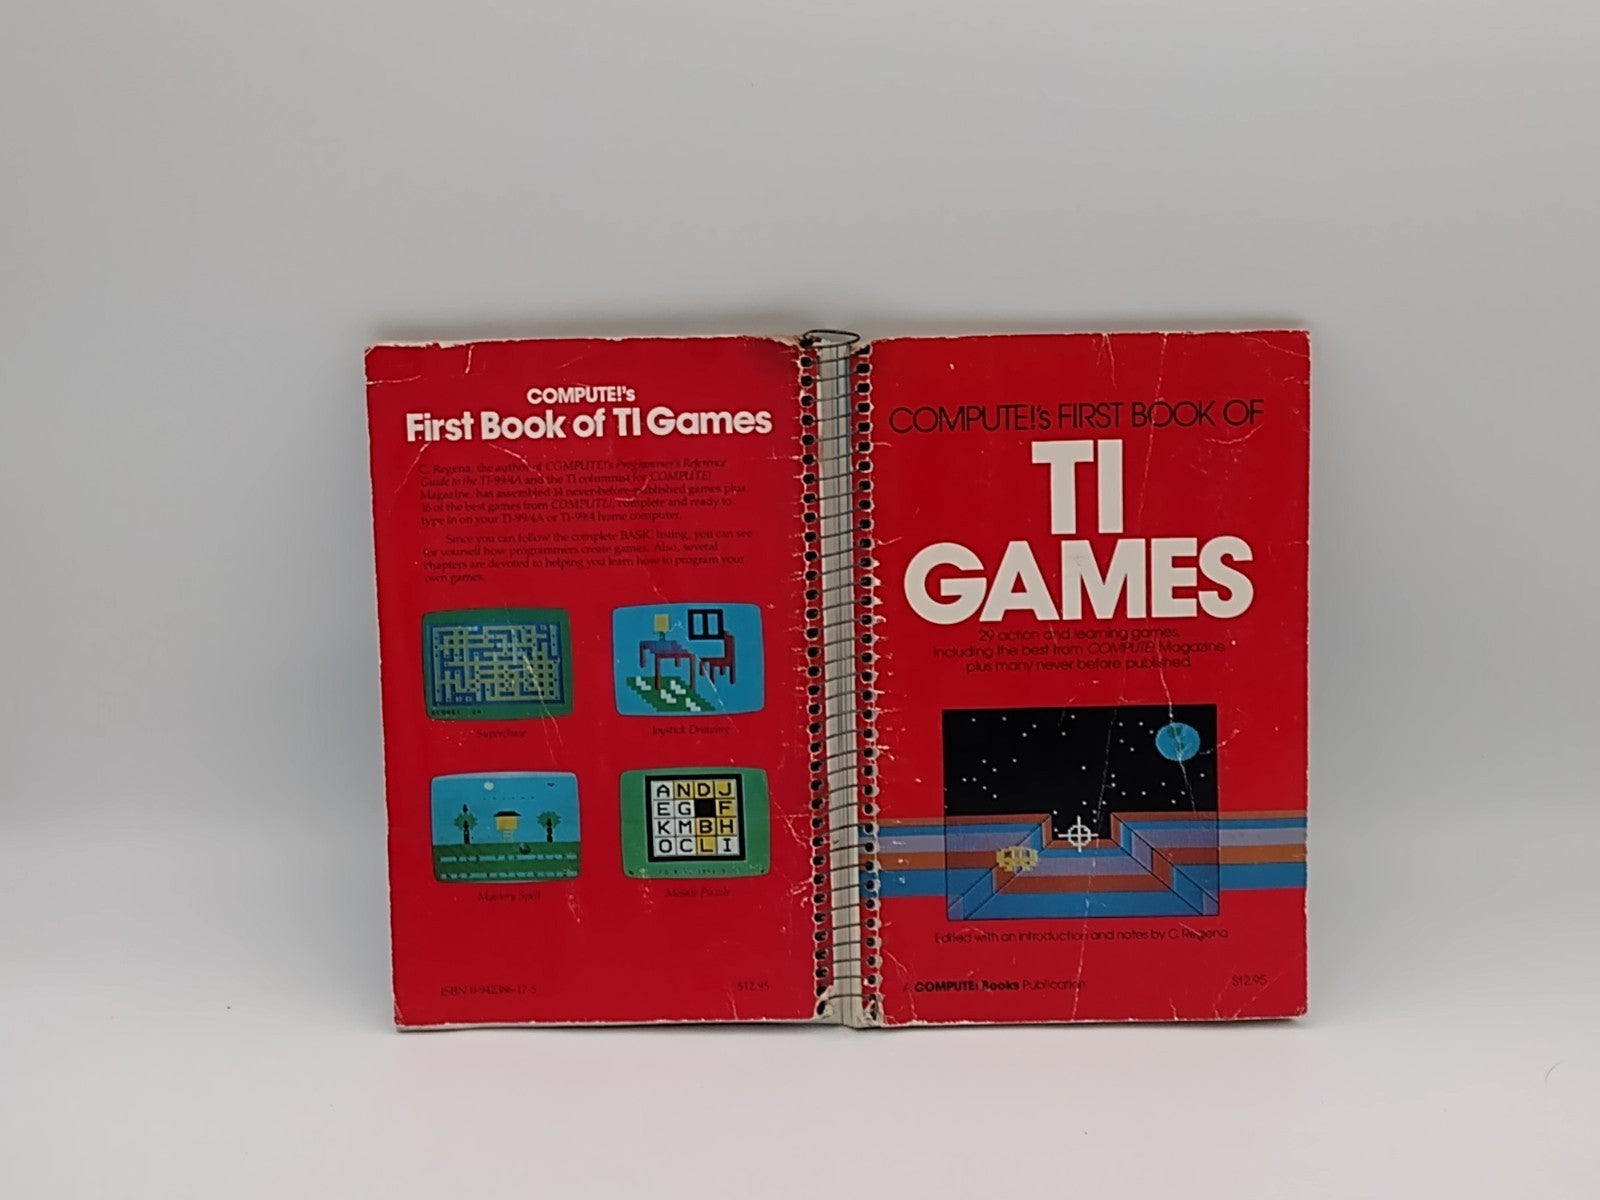 COMPUTE!'s
First Book of TI Games
C. Regena, the author of COMPUTE!'s Programmer's Reference
Guide to the TI-99/4A and the TI columnist for COMPUTE!
Magazine, has assembled 14 never-before-published games plus
16 of the best games from COMPUTE!, complete and ready to
type in on your TI-99/4A or TI-99/4 home computer.
Since you can follow the complete BASIC listing, you can see
for yourself how programmers create games. Also, several
chapters are devoted to helping you learn how to program your
own games.
SCORE:
Superchase
Joystick Drawing
A N D J
E G F
K M B H
O C L I
Mystery Spell
Mosaic Puzzle
ISBN 0-942386-17-5
$12.95
COMPUTE!'s FIRST BOOK OF
TI
GAMES
29 action and learning games,
including the best from COMPUTE! Magazine
plus many never before published.
Edited with an introduction and notes by C. Regena
A COMPUTE! Books Publication
$12.95